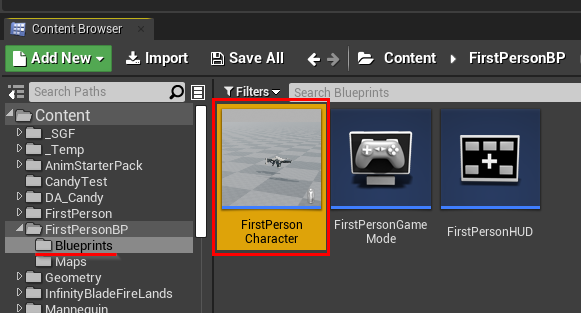 Content Browser
Add New Import Save All Content FirstPersonBP
Search Paths
Filters Search Blueprints
Content
_SGF
_Temp
AnimStarterPack
CandyTest
DA_Candy
FirstPerson
FirstPersonBP
Blueprints
Maps
Geometry
InfinityBladeFireLands
Mannequin
FirstPerson
Character
FirstPersonGame
Mode
FirstPersonHUD